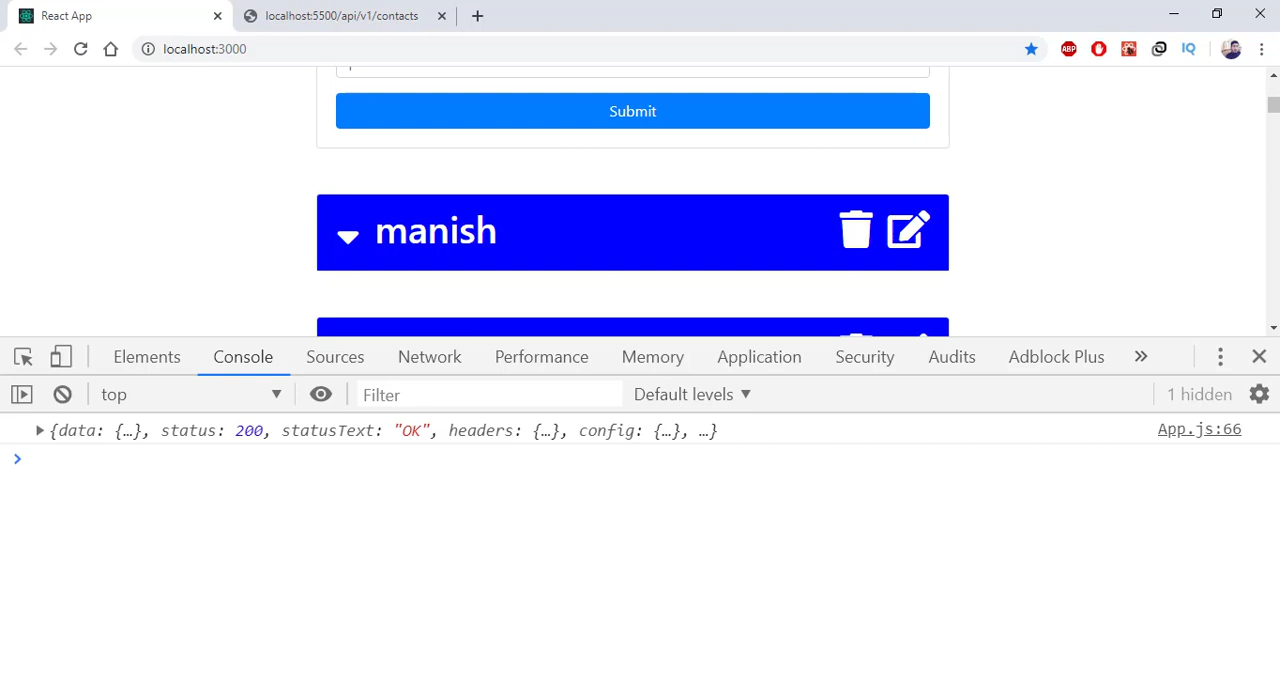 React App
localhost:5500/api/v1/contacts
localhost:3000
ABP
IQ
Submit
manish
Elements Console Sources Network Performance Memory Application Security Audits Adblock Plus
top Filter Default levels 1 hidden
{data: {…}, status: 200, statusText: "OK", headers: {…}, config: {…}, …} App.js:66